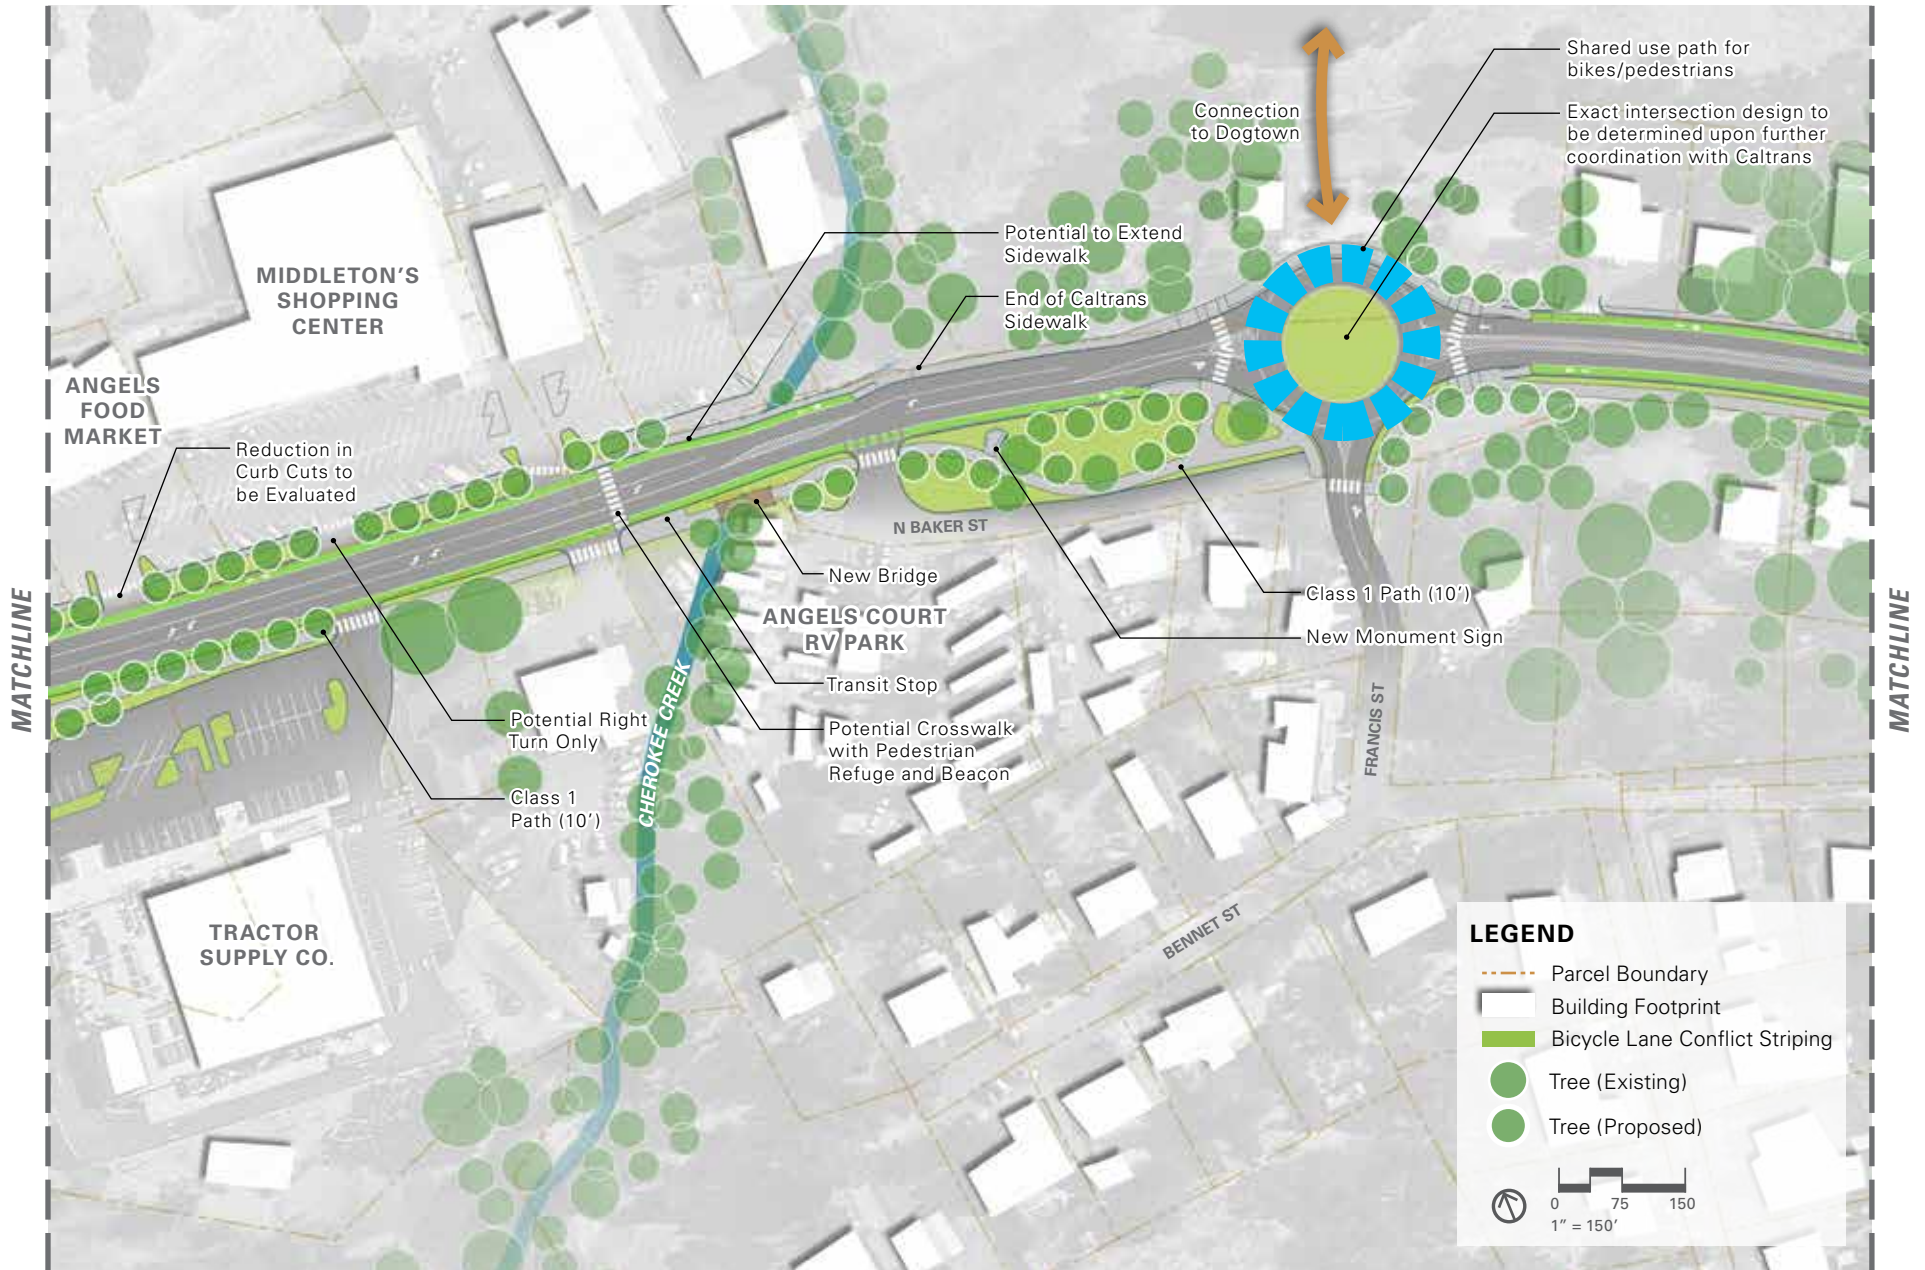 Shared use path for
bikes/pedestrians
Connection
to Dogtown
Exact intersection design to
be determined upon further
coordination with Caltrans
Potential to Extend
Sidewalk
MIDDLETON'S
SHOPPING
CENTER
End of Caltrans
Sidewalk
ANGELS
FOOD
MARKET
Reduction in
Curb Cuts to
be Evaluated
N BAKER ST
New Bridge
Class 1 Path (10')
ANGELS COURT
RV PARK
New Monument Sign
MATCHLINE
MATCHLINE
Transit Stop
CHEROKEE CREEK
Potential Right
Turn Only
Potential Crosswalk
with Pedestrian
Refuge and Beacon
FRANCIS ST
Class 1
Path (10')
TRACTOR
SUPPLY CO.
BENNET ST
LEGEND
Parcel Boundary
Building Footprint
Bicycle Lane Conflict Striping
Tree (Existing)
Tree (Proposed)
0 75 150
1" = 150'